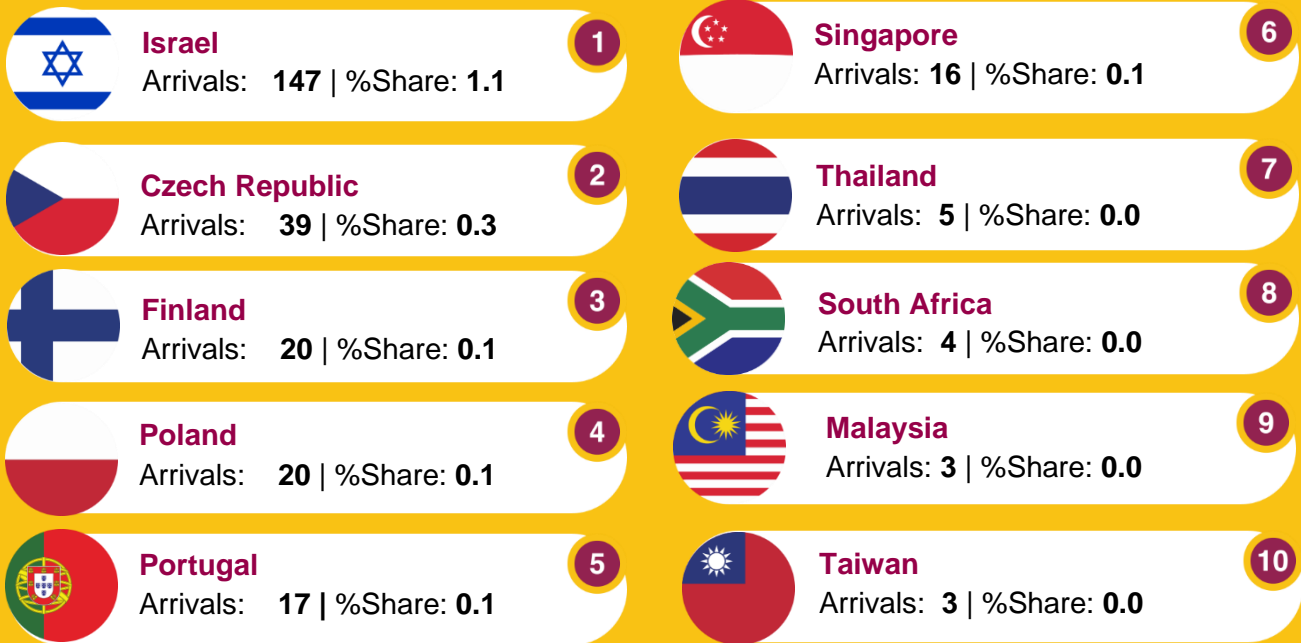 Israel
1
Arrivals: 147 | %Share: 1.1
Czech Republic
2
Arrivals: 39 | %Share: 0.3
Finland
3
Arrivals: 20 | %Share: 0.1
Poland
4
Arrivals: 20 | %Share: 0.1
Portugal
5
Arrivals: 17 | %Share: 0.1
Singapore
6
Arrivals: 16 | %Share: 0.1
Thailand
7
Arrivals: 5 | %Share: 0.0
South Africa
8
Arrivals: 4 | %Share: 0.0
Malaysia
9
Arrivals: 3 | %Share: 0.0
Taiwan
10
Arrivals: 3 | %Share: 0.0